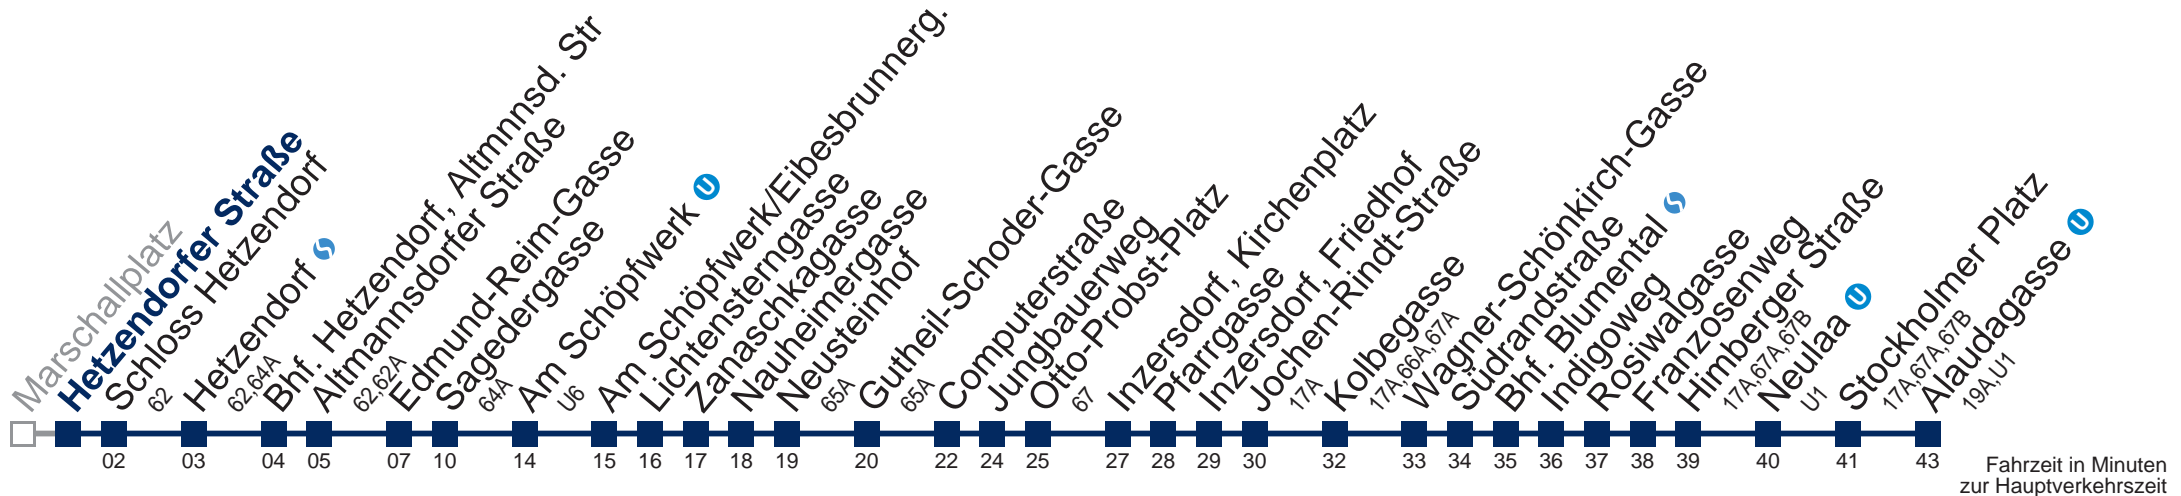 Marschallplatz
Hetzendorfer Straße
Schloss Hetzendorf
62
Hetzendorf S
62,64A
Bhf. Hetzendorf, Altmnnsd. Str
Altmannsdorfer Straße
62,62A
Edmund-Reim-Gasse
Sagedergasse
64A
Am Schöpfwerk U
U6
Am Schöpfwerk/Eibesbrunnerg.
Lichtensterngasse
Zanaschkagasse
Nauheimergasse
Neusteinhof
65A
Gutheil-Schoder-Gasse
65A
Computerstraße
Jungbauerweg
Otto-Probst-Platz
67
Inzersdorf, Kirchenplatz
Pfarrgasse
Inzersdorf, Friedhof
Jochen-Rindt-Straße
17A
Kolbegasse
17A,66A,67A
Wagner-Schönkirch-Gasse
Südrandstraße
Bhf. Blumental S
Indigoweg
Rosiwalgasse
Franzosenweg
Himberger Straße
17A,67A,67B
Neulaa U
U1
Stockholmer Platz
17A,67A,67B
Alaudagasse U
19A,U1
02 03 04 05 07 10 14 15 16 17 18 19 20 22 24 25 27 28 29 30 32 33 34 35 36 37 38 39 40 41 43
Fahrzeit in Minuten
zur Hauptverkehrszeit